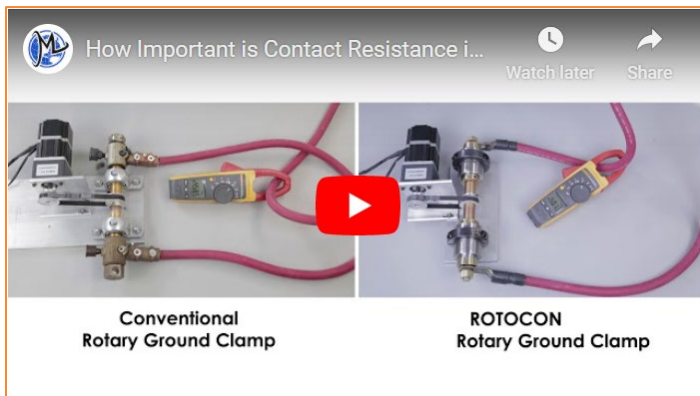 How Important is Contact Resistance i...
Watch later
Share
Conventional
Rotary Ground Clamp
ROTOCON
Rotary Ground Clamp